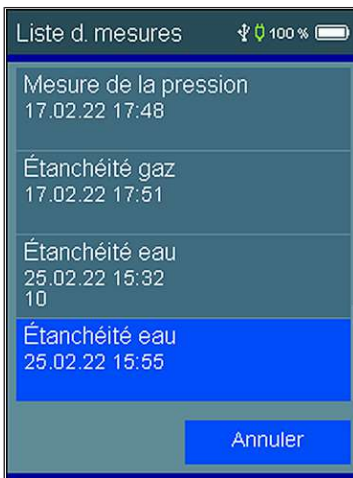 Liste d. mesures 100 %
Mesure de la pression
17.02.22 17:48
Étanchéité gaz
17.02.22 17:51
Étanchéité eau
25.02.22 15:32
10
Étanchéité eau
25.02.22 15:55
Annuler